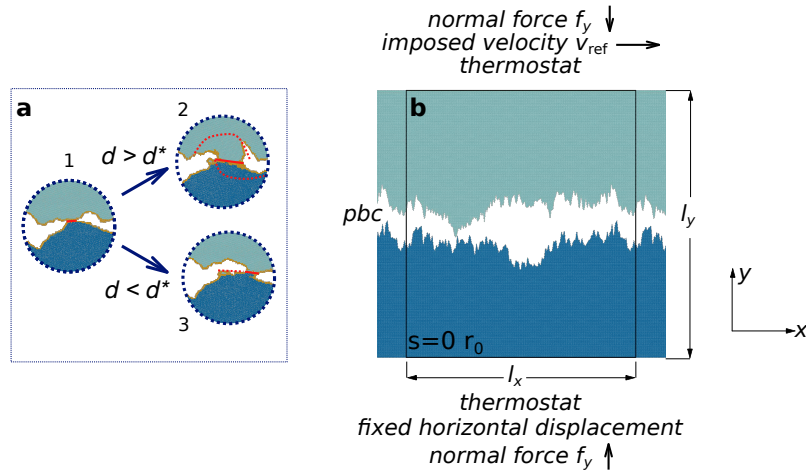 a
1
2
d > d*
d < d*
3
normal force f_y ↓
imposed velocity v_ref →
thermostat
b
pbc
l_y
s=0 r_0
l_x
y
x
thermostat
fixed horizontal displacement
normal force f_y ↑